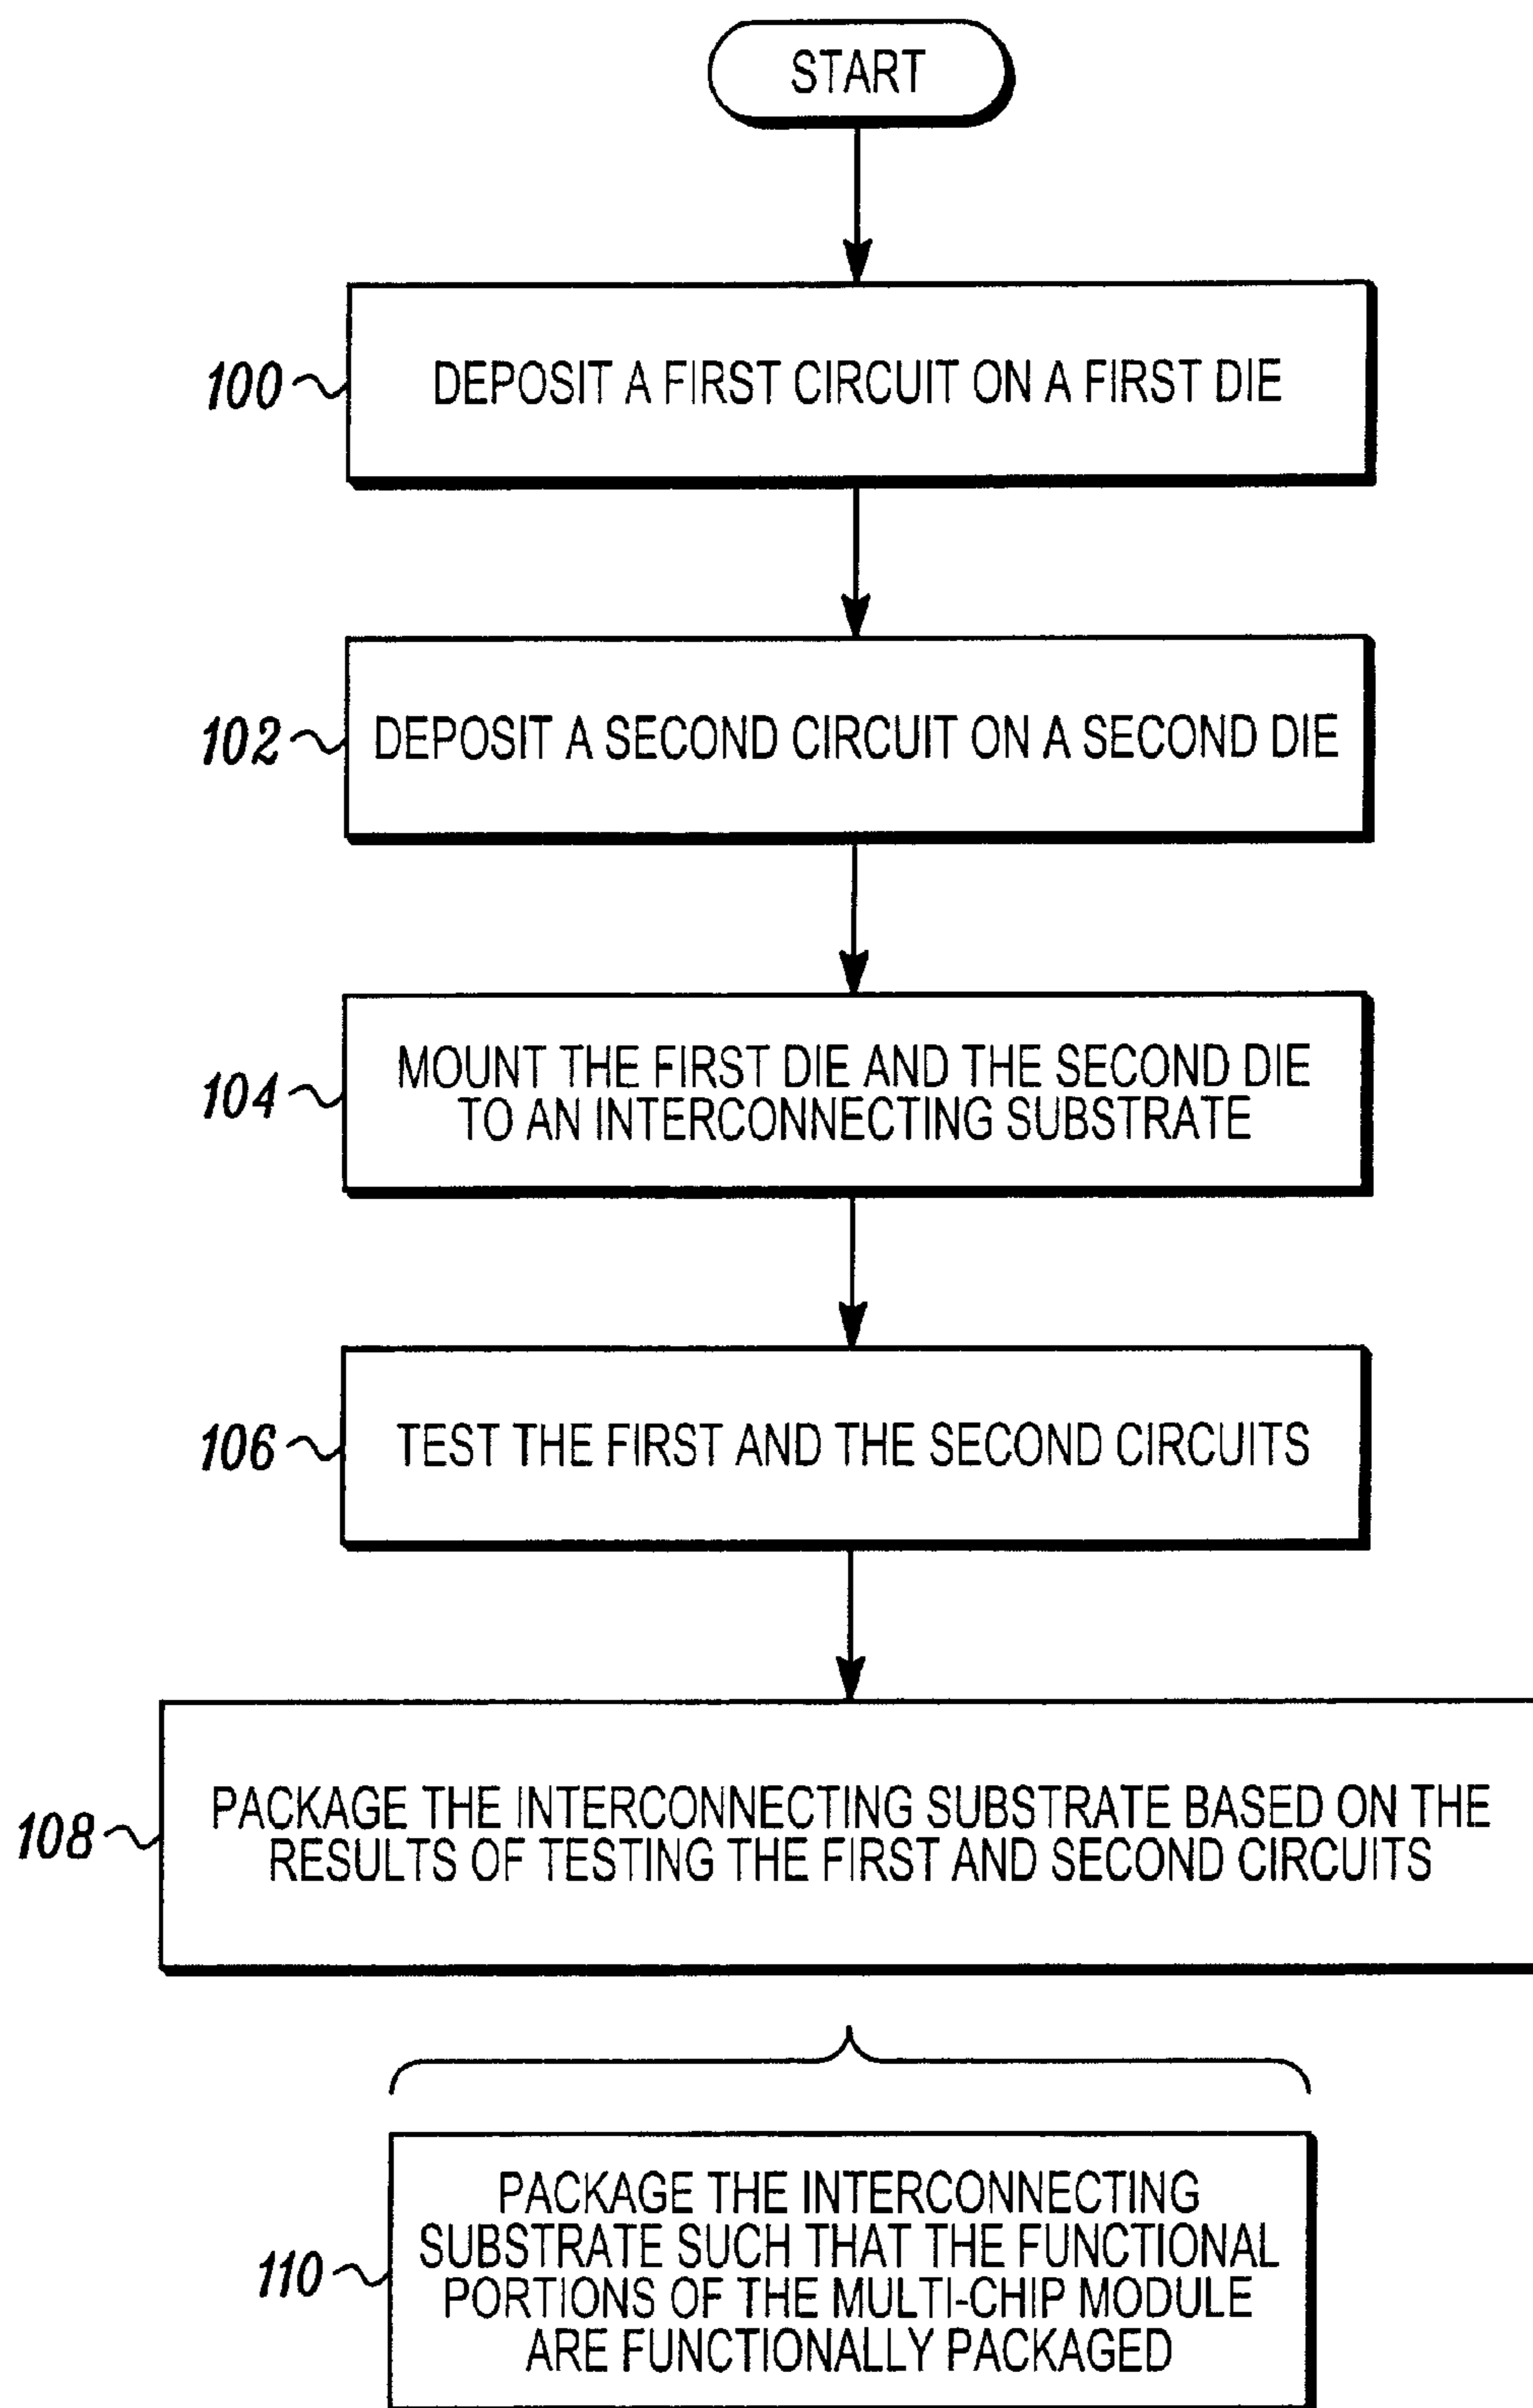 START
100
DEPOSIT A FIRST CIRCUIT ON A FIRST DIE
102
DEPOSIT A SECOND CIRCUIT ON A SECOND DIE
104
MOUNT THE FIRST DIE AND THE SECOND DIE
TO AN INTERCONNECTING SUBSTRATE
106
TEST THE FIRST AND THE SECOND CIRCUITS
108
PACKAGE THE INTERCONNECTING SUBSTRATE BASED ON THE
RESULTS OF TESTING THE FIRST AND SECOND CIRCUITS
110
PACKAGE THE INTERCONNECTING
SUBSTRATE SUCH THAT THE FUNCTIONAL
PORTIONS OF THE MULTI-CHIP MODULE
ARE FUNCTIONALLY PACKAGED